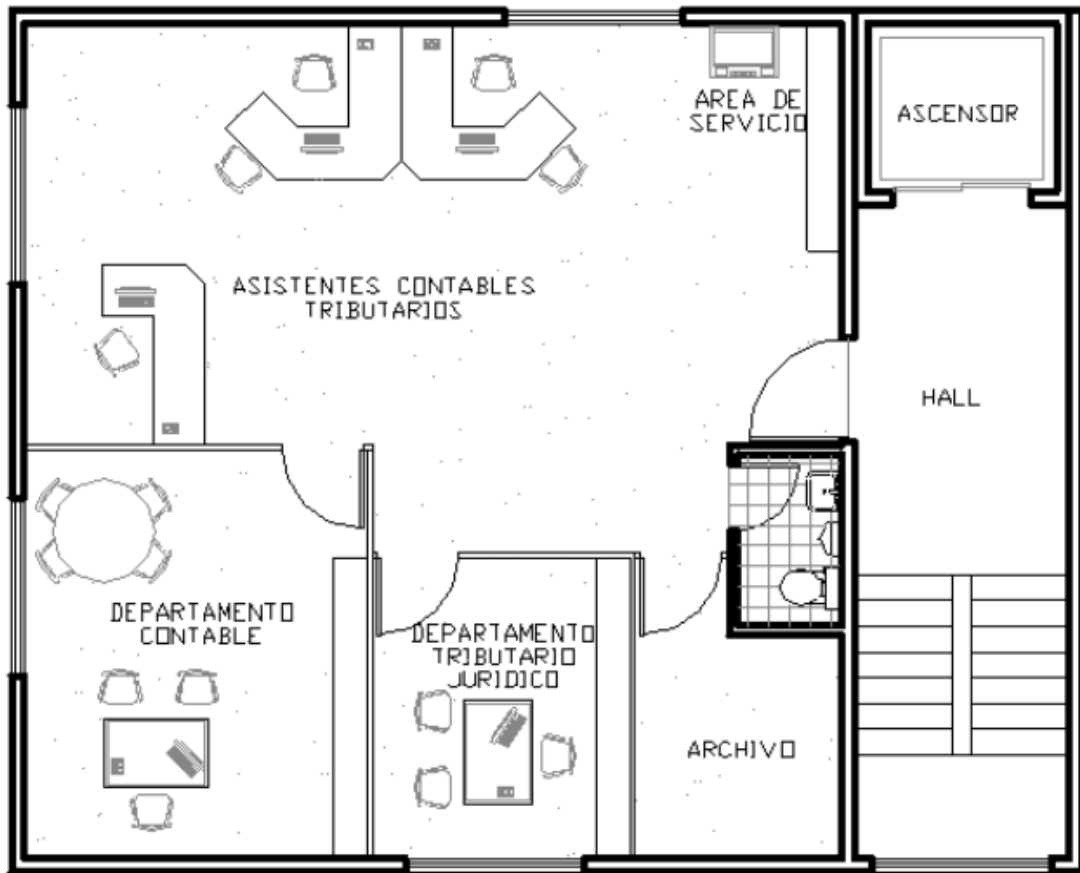 AREA DE
SERVICIO
ASCENSOR
ASISTENTES CONTABLES
TRIBUTARIOS
HALL
DEPARTAMENTO
CONTABLE
DEPARTAMENTO
TRIBUTARIO
JURIDICO
ARCHIVO